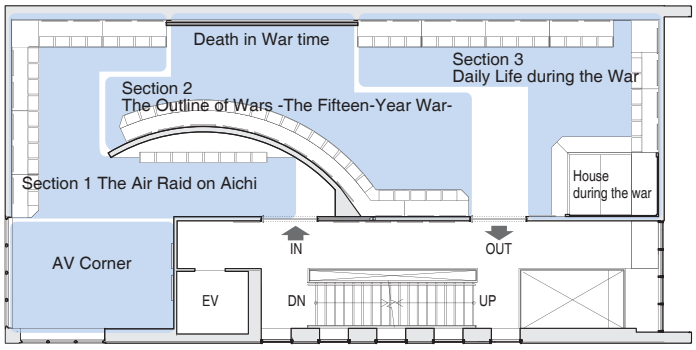 Death in War time
Section 3
Daily Life during the War
Section 2
The Outline of Wars -The Fifteen-Year War-
Section 1 The Air Raid on Aichi
House
during the war
AV Corner
IN
OUT
EV
DN
UP